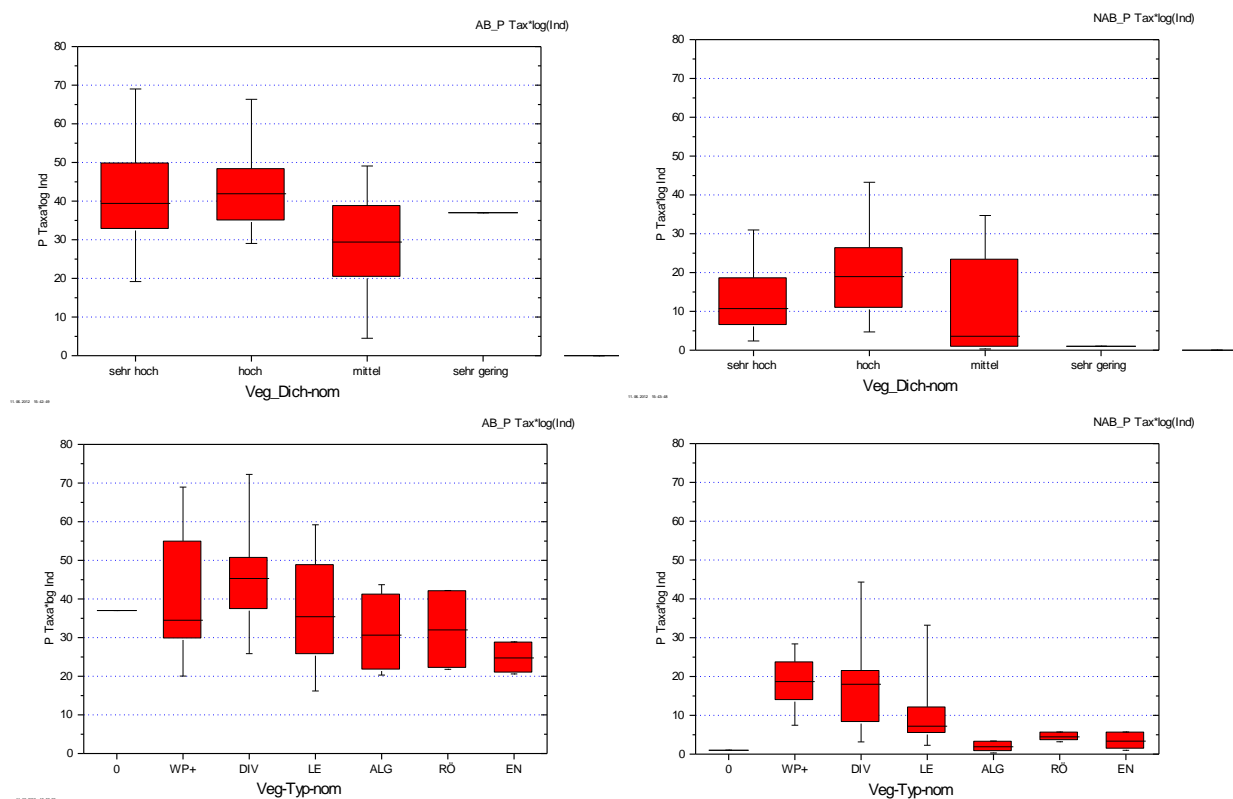 AB_P Tax*log(Ind)
P Taxa*log Ind
80
70
60
50
40
30
20
10
0
sehr hoch hoch mittel sehr gering
Veg_Dich-nom
NAB_P Tax*log(Ind)
P Taxa*log Ind
80
70
60
50
40
30
20
10
0
sehr hoch hoch mittel sehr gering
Veg_Dich-nom
AB_P Tax*log(Ind)
P Taxa*log Ind
80
70
60
50
40
30
20
10
0
0 WP+ DIV LE ALG RÖ EN
Veg-Typ-nom
NAB_P Tax*log(Ind)
P Taxa*log Ind
80
70
60
50
40
30
20
10
0
0 WP+ DIV LE ALG RÖ EN
Veg-Typ-nom